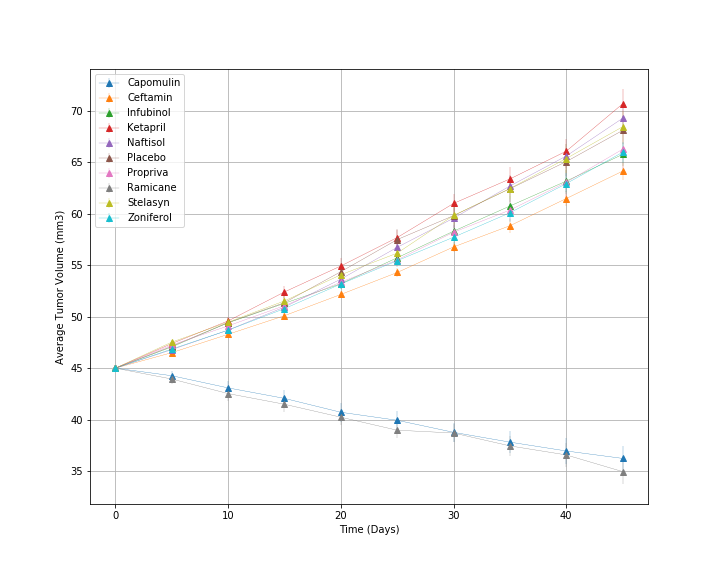 Capomulin
Ceftamin
Infubinol
Ketapril
Naftisol
Placebo
Propriva
Ramicane
Stelasyn
Zoniferol
70
65
60
55
50
45
40
35
Average Tumor Volume (mm3)
0 10 20 30 40
Time (Days)